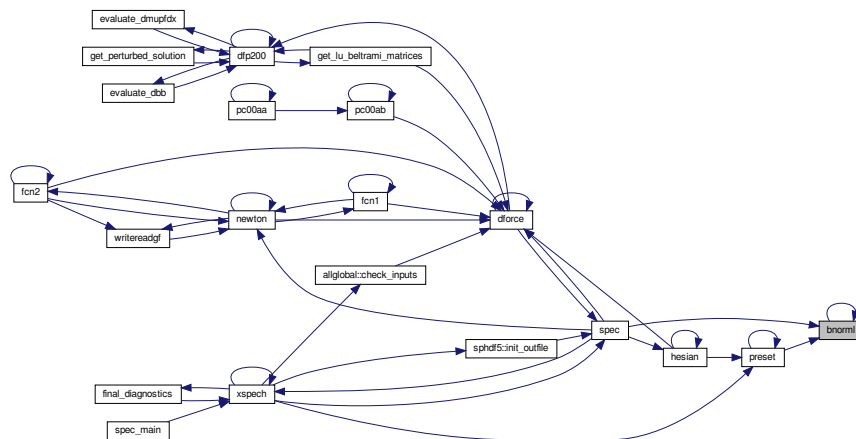 evaluate_dmupfdx
get_perturbed_solution
dfp200
get_lu_beltrami_matrices
evaluate_dbb
pc00aa
pc00ab
fcn2
fcn1
newton
dforce
writereadgf
allglobal::check_inputs
spec
bnorml
sphdf5::init_outfile
hesian
preset
final_diagnostics
xspech
spec_main